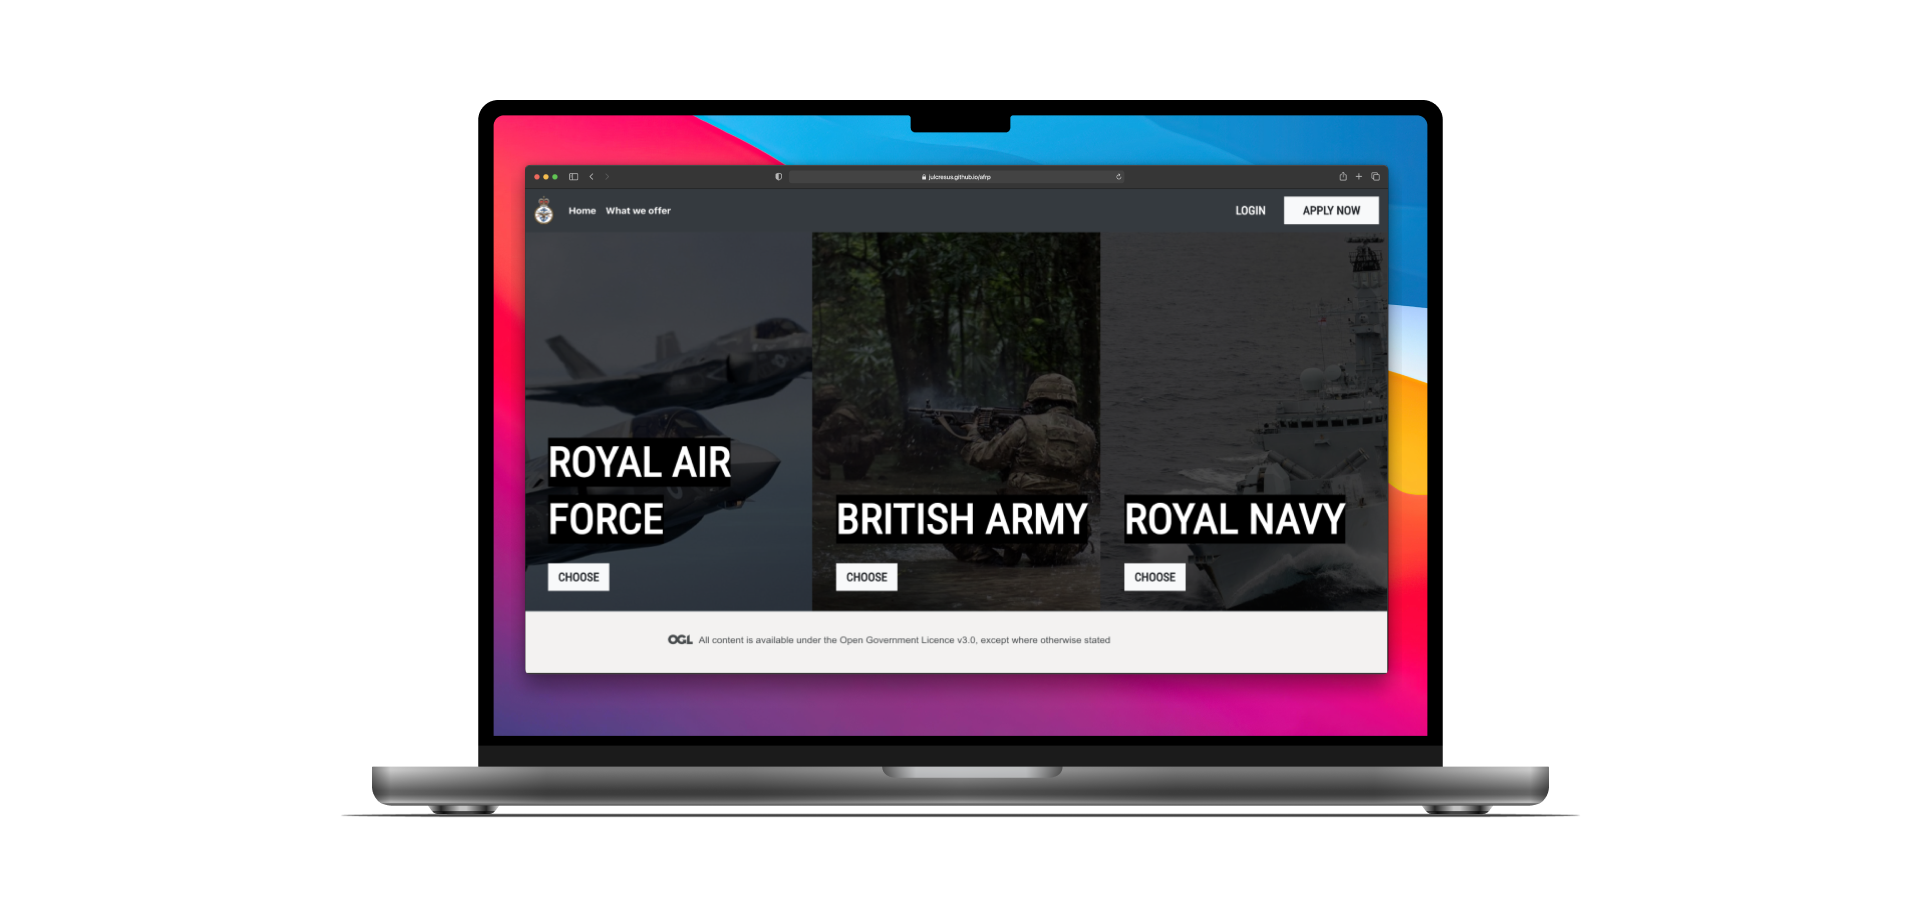 juicresus.github.io/afrp
Home What we offer LOGIN APPLY NOW
ROYAL AIR
FORCE
BRITISH ARMY
ROYAL NAVY
CHOOSE CHOOSE CHOOSE
OGL All content is available under the Open Government Licence v3.0, except where otherwise stated